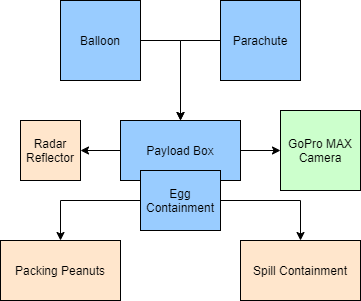 Balloon
Parachute
Radar
Reflector
Payload Box
GoPro MAX
Camera
Egg
Containment
Packing Peanuts
Spill Containment